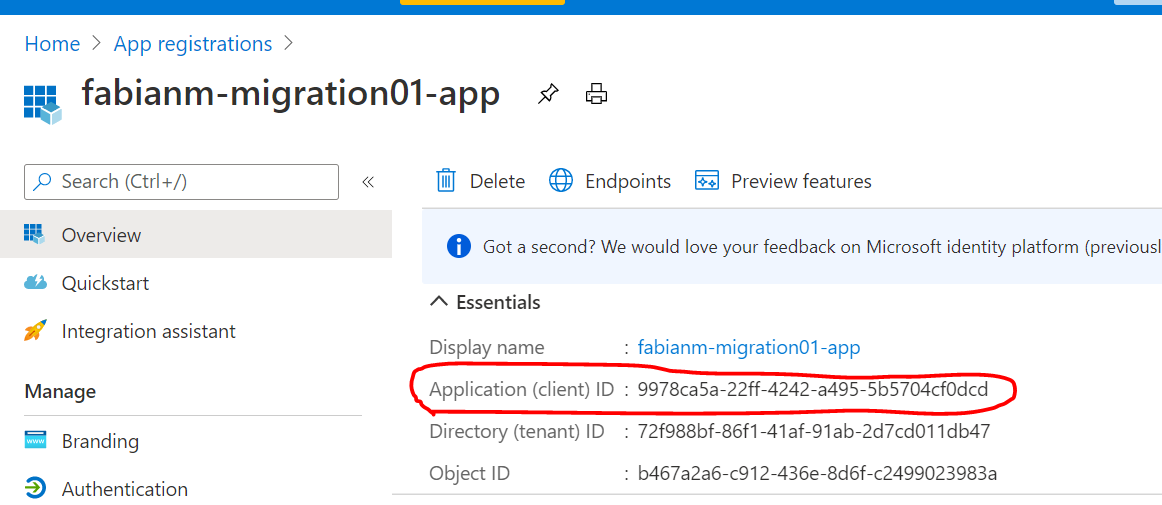 Home > App registrations >
fabianm-migration01-app
Search (Ctrl+/)
«
Overview
Quickstart
Integration assistant
Manage
www
Branding
Authentication
Delete
Endpoints
Preview features
Got a second? We would love your feedback on Microsoft identity platform (previousl
Essentials
Display name : fabianm-migration01-app
Application (client) ID : 9978ca5a-22ff-4242-a495-5b5704cf0dcd
Directory (tenant) ID : 72f988bf-86f1-41af-91ab-2d7cd011db47
Object ID : b467a2a6-c912-436e-8d6f-c2499023983a